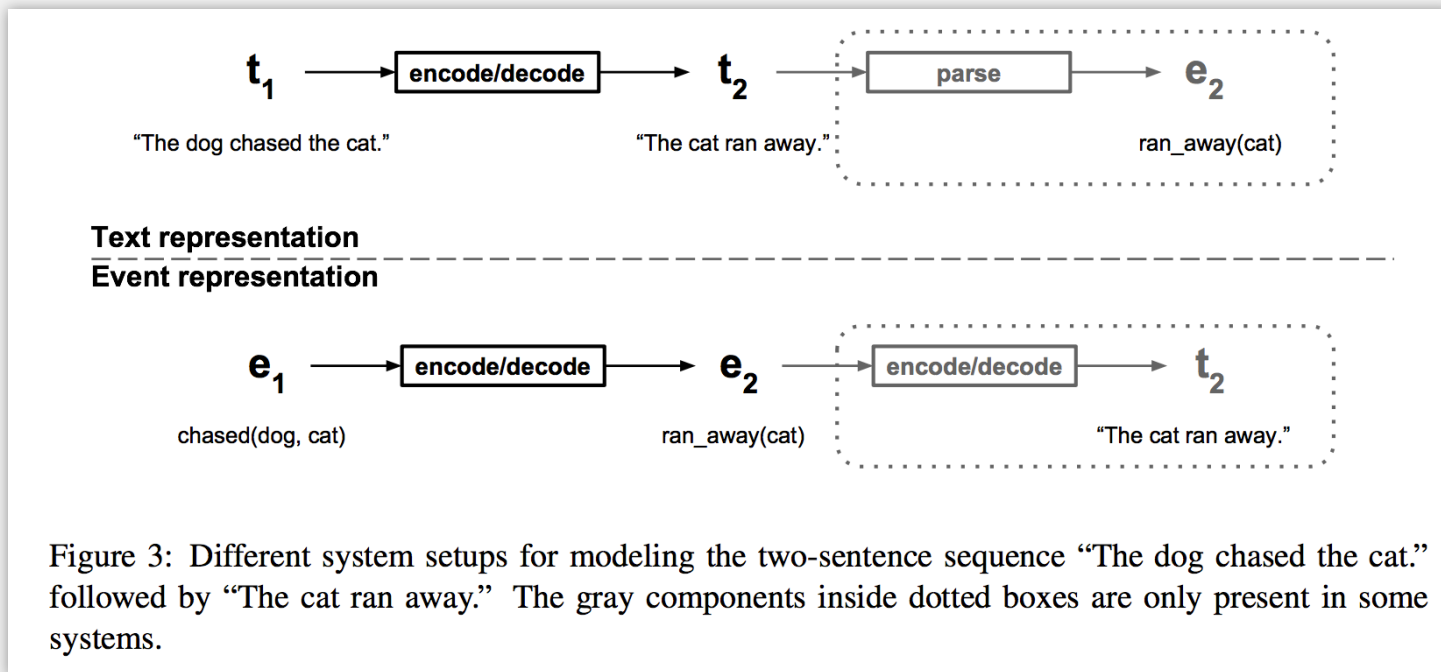 t1 encode/decode t2 parse e2
“The dog chased the cat.” “The cat ran away.” ran_away(cat)
Text representation
Event representation
e1 encode/decode e2 encode/decode t2
chased(dog, cat) ran_away(cat) “The cat ran away.”
Figure 3: Different system setups for modeling the two-sentence sequence “The dog chased the cat.”
followed by “The cat ran away.” The gray components inside dotted boxes are only present in some
systems.